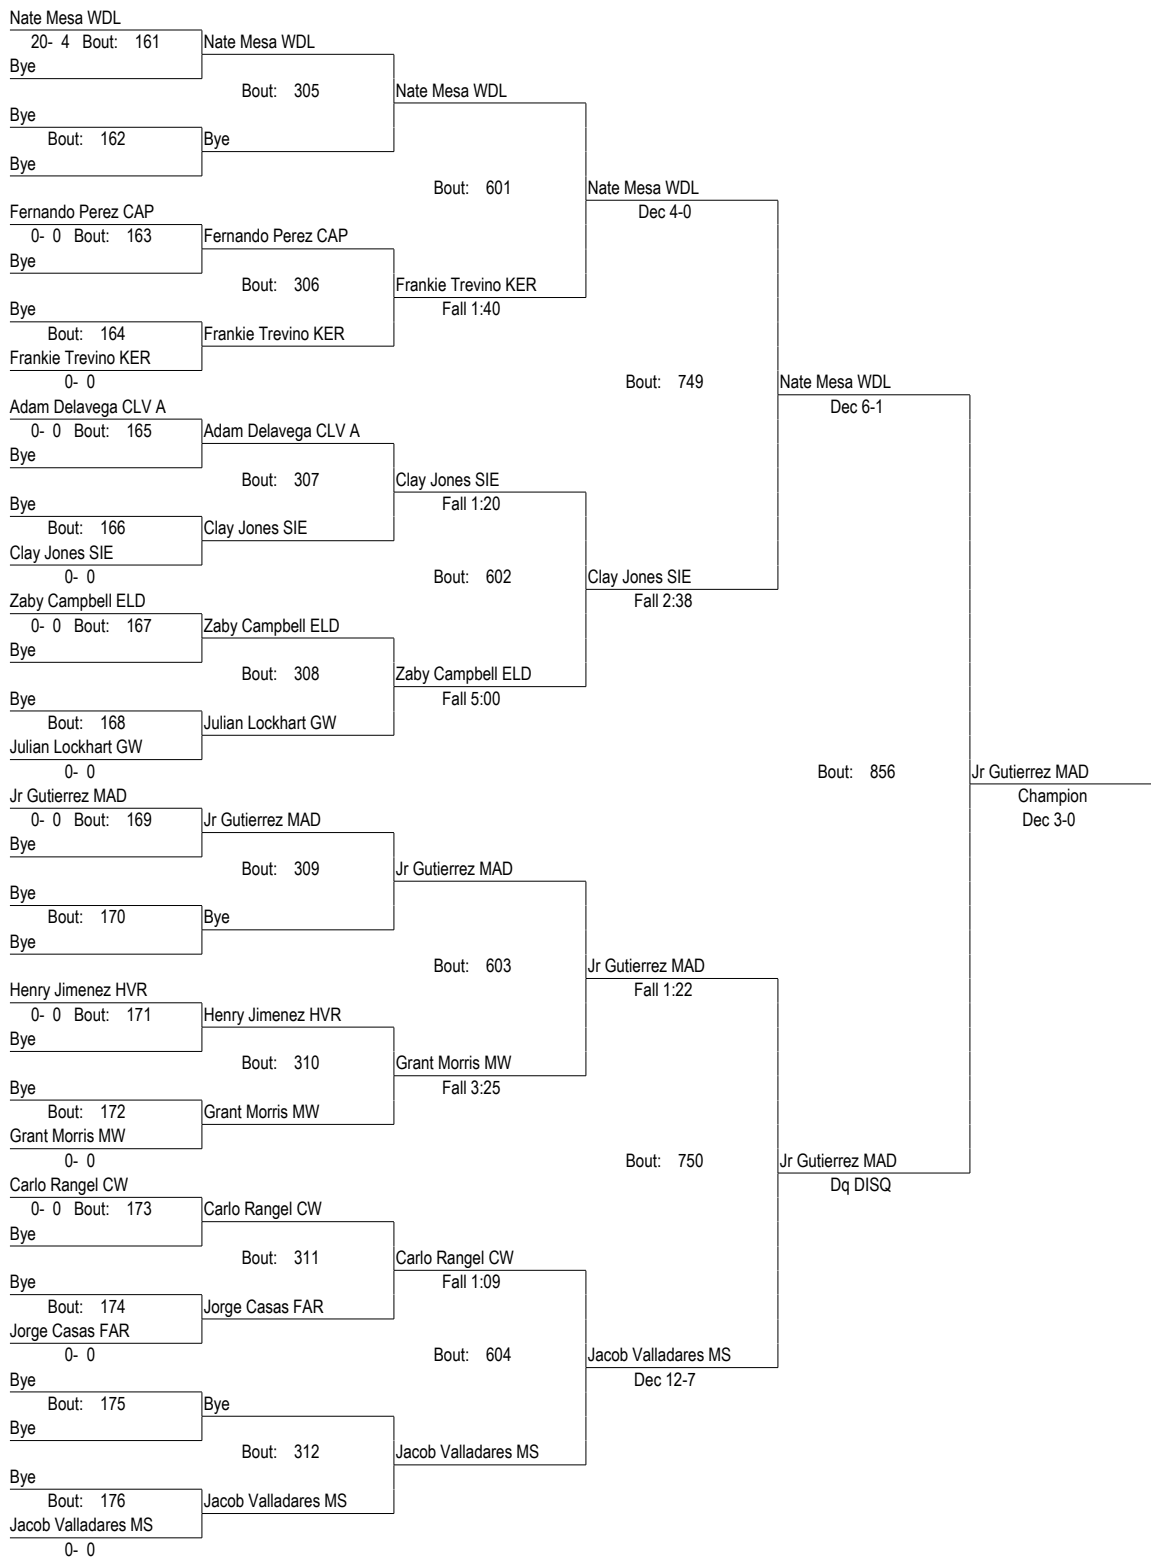 Nate Mesa WDL
20- 4 Bout: 161 Nate Mesa WDL
Bye
Bout: 305 Nate Mesa WDL
Bye
Bout: 162 Bye
Bye
Bout: 601 Nate Mesa WDL
Dec 4-0
Fernando Perez CAP
0- 0 Bout: 163 Fernando Perez CAP
Bye
Bout: 306 Frankie Trevino KER
Bye Fall 1:40
Bout: 164 Frankie Trevino KER
Frankie Trevino KER
0- 0 Bout: 749 Nate Mesa WDL
Adam Delavega CLV A Dec 6-1
0- 0 Bout: 165 Adam Delavega CLV A
Bye
Bout: 307 Clay Jones SIE
Bye Fall 1:20
Bout: 166 Clay Jones SIE
Clay Jones SIE
0- 0 Bout: 602 Clay Jones SIE
Zaby Campbell ELD Fall 2:38
0- 0 Bout: 167 Zaby Campbell ELD
Bye
Bout: 308 Zaby Campbell ELD
Bye Fall 5:00
Bout: 168 Julian Lockhart GW
Julian Lockhart GW
0- 0 Bout: 856 Jr Gutierrez MAD
Jr Gutierrez MAD Champion
0- 0 Bout: 169 Jr Gutierrez MAD Dec 3-0
Bye
Bout: 309 Jr Gutierrez MAD
Bye
Bout: 170 Bye
Bye
Bout: 603 Jr Gutierrez MAD
Henry Jimenez HVR Fall 1:22
0- 0 Bout: 171 Henry Jimenez HVR
Bye
Bout: 310 Grant Morris MW
Bye Fall 3:25
Bout: 172 Grant Morris MW
Grant Morris MW
0- 0 Bout: 750 Jr Gutierrez MAD
Carlo Rangel CW Dq DISQ
0- 0 Bout: 173 Carlo Rangel CW
Bye
Bout: 311 Carlo Rangel CW
Bye Fall 1:09
Bout: 174 Jorge Casas FAR
Jorge Casas FAR
0- 0 Bout: 604 Jacob Valladares MS
Bye Dec 12-7
Bout: 175 Bye
Bye
Bout: 312 Jacob Valladares MS
Bye
Bout: 176 Jacob Valladares MS
Jacob Valladares MS
0- 0